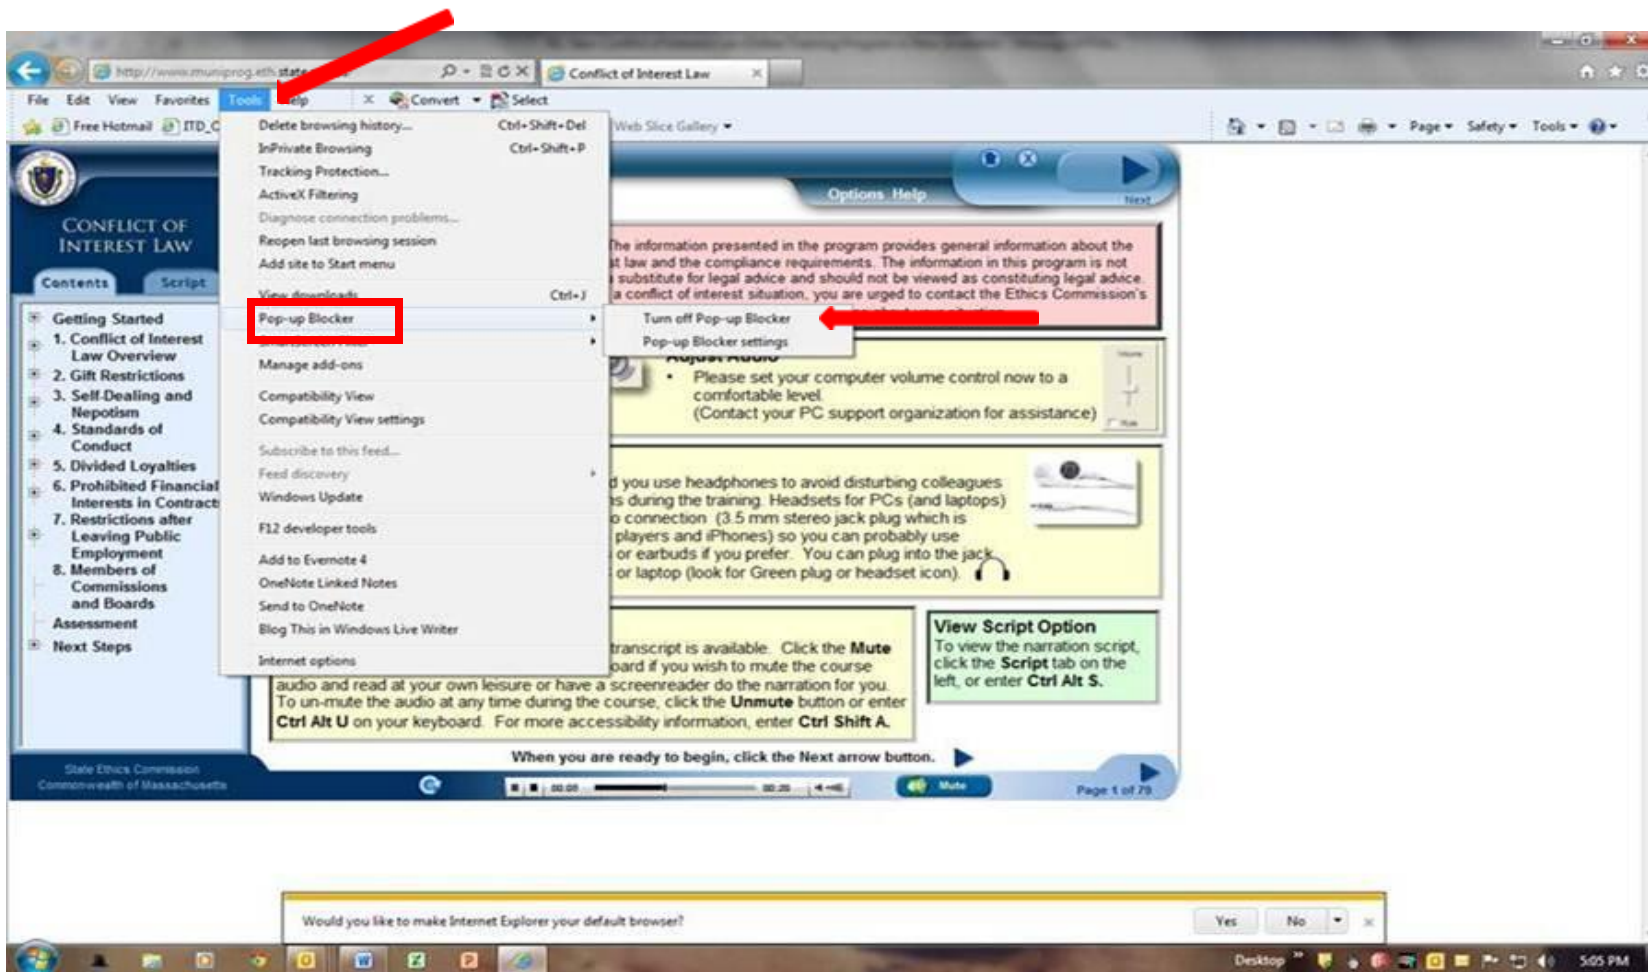 http://www.muniprog.eth.state
Conflict of Interest Law
File Edit View Favorites Tools Help
Convert Select
Free Hotmail ITD_C
Web Slice Gallery
Page Safety Tools
Delete browsing history... Ctrl+Shift+Del
InPrivate Browsing Ctrl+Shift+P
Tracking Protection...
ActiveX Filtering
Diagnose connection problems...
Reopen last browsing session
Add site to Start menu
View downloads Ctrl+J
Pop-up Blocker
SmartScreen Filter
Manage add-ons
Compatibility View
Compatibility View settings
Subscribe to this feed...
Feed discovery
Windows Update
F12 developer tools
Add to Evernote 4
OneNote Linked Notes
Send to OneNote
Blog This in Windows Live Writer
Internet options
Turn off Pop-up Blocker
Pop-up Blocker settings
CONFLICT OF
INTEREST LAW
Contents Script
Getting Started
1. Conflict of Interest
Law Overview
2. Gift Restrictions
3. Self-Dealing and
Nepotism
4. Standards of
Conduct
5. Divided Loyalties
6. Prohibited Financial
Interests in Contracts
7. Restrictions after
Leaving Public
Employment
8. Members of
Commissions
and Boards
Assessment
Next Steps
State Ethics Commission
Commonwealth of Massachusetts
Options Help
Next
The information presented in the program provides general information about the
st law and the compliance requirements. The information in this program is not
substitute for legal advice and should not be viewed as constituting legal advice.
a conflict of interest situation, you are urged to contact the Ethics Commission's
about your situation.
Adjust Audio
• Please set your computer volume control now to a
comfortable level.
(Contact your PC support organization for assistance)
Volume
Mute
d you use headphones to avoid disturbing colleagues
s during the training. Headsets for PCs (and laptops)
o connection (3.5 mm stereo jack plug which is
players and iPhones) so you can probably use
or earbuds if you prefer. You can plug into the jack
or laptop (look for Green plug or headset icon).
transcript is available. Click the Mute
oard if you wish to mute the course
audio and read at your own leisure or have a screenreader do the narration for you.
To un-mute the audio at any time during the course, click the Unmute button or enter
Ctrl Alt U on your keyboard. For more accessibility information, enter Ctrl Shift A.
View Script Option
To view the narration script,
click the Script tab on the
left, or enter Ctrl Alt S.
When you are ready to begin, click the Next arrow button.
Mute
Page 1 of 79
Would you like to make Internet Explorer your default browser? Yes No
Desktop 5:05 PM